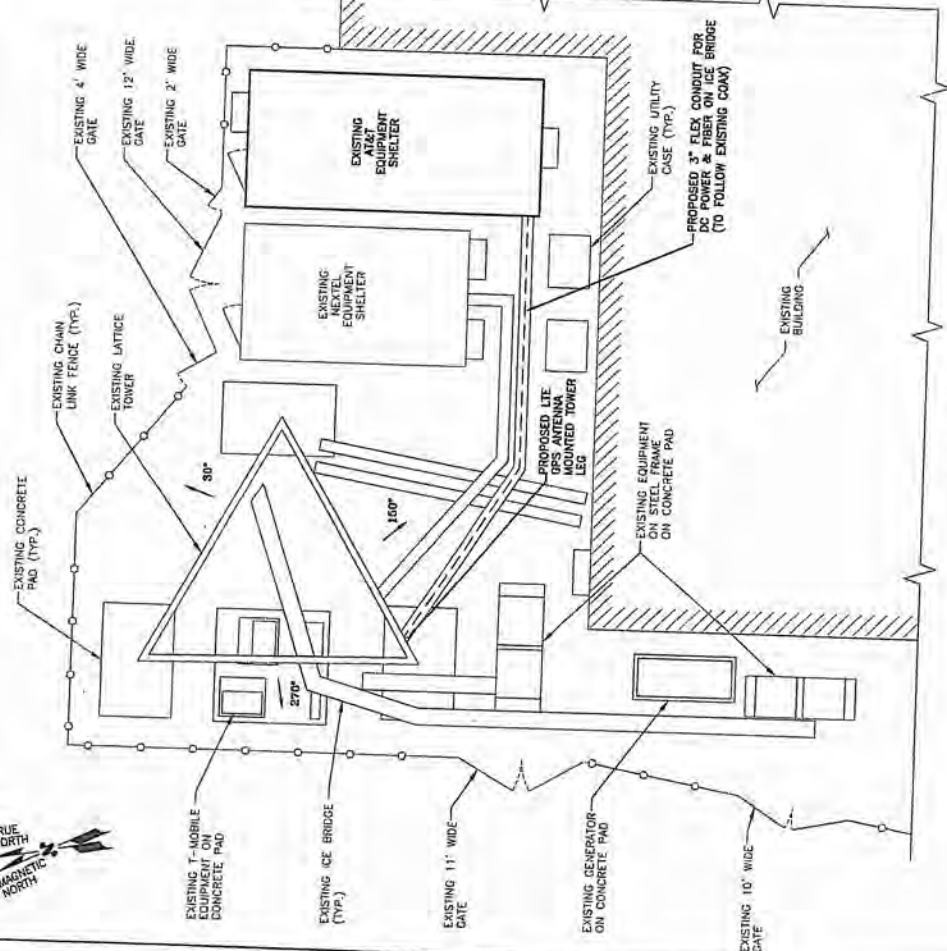 EXISTING 4' WIDE
GATE
EXISTING 12' WIDE
GATE
EXISTING 2' WIDE
GATE
EXISTING CHAIN
LINK FENCE (TYP.)
EXISTING LATTICE
TOWER
EXISTING CONCRETE
PAD (TYP.)
EXISTING
AT&T
EQUIPMENT
SHELTER
EXISTING
NEXTEL
EQUIPMENT
SHELTER
EXISTING UTILITY
CASE (TYP.)
PROPOSED 3" FLEX CONDUIT FOR
DC POWER & FIBER ON ICE BRIDGE
(TO FOLLOW EXISTING COAX)
EXISTING
BUILDING
PROPOSED LTE
GPS ANTENNA
MOUNTED TOWER
LEG
EXISTING EQUIPMENT
ON STEEL FRAME
ON CONCRETE PAD
30°
150°
270°
NORTH
MAGNETIC
NORTH
EXISTING T-MOBILE
EQUIPMENT ON
CONCRETE PAD
EXISTING ICE BRIDGE
(TYP.)
EXISTING 11' WIDE
GATE
EXISTING GENERATOR
ON CONCRETE PAD
EXISTING 10' WIDE
GATE